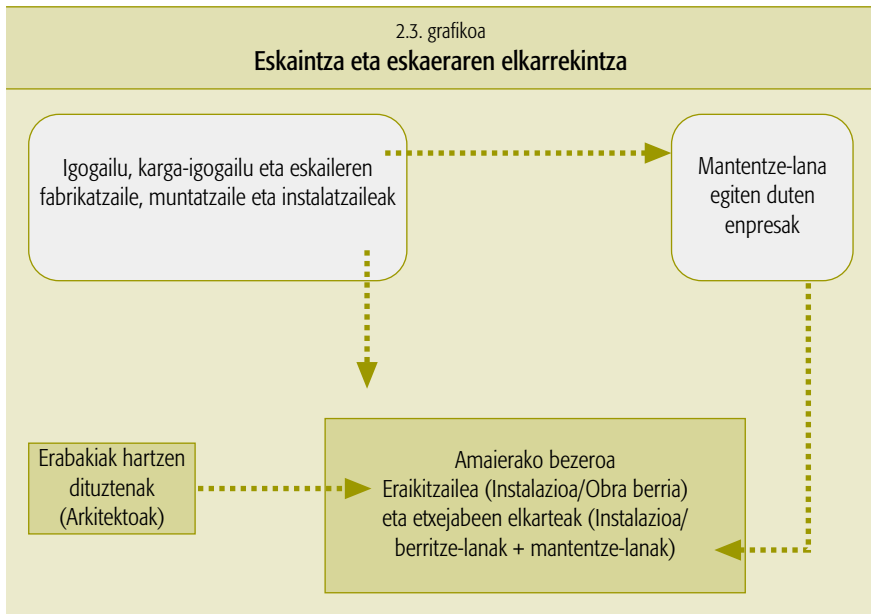 2.3. grafikoa
Eskaintza eta eskaeraren elkarrekintza
Igogailu, karga-igogailu eta eskaileren
fabrikatzaile, muntatzaile eta instalatzaileak
Mantentze-lana
egiten duten
enpresak
Erabakiak hartzen
dituztenak
(Arkitektoak)
Amaierako bezeroa
Eraikitzailea (Instalazioa/Obra berria)
eta etxejabeen elkarteak (Instalazioa/
berritze-lanak + mantentze-lanak)